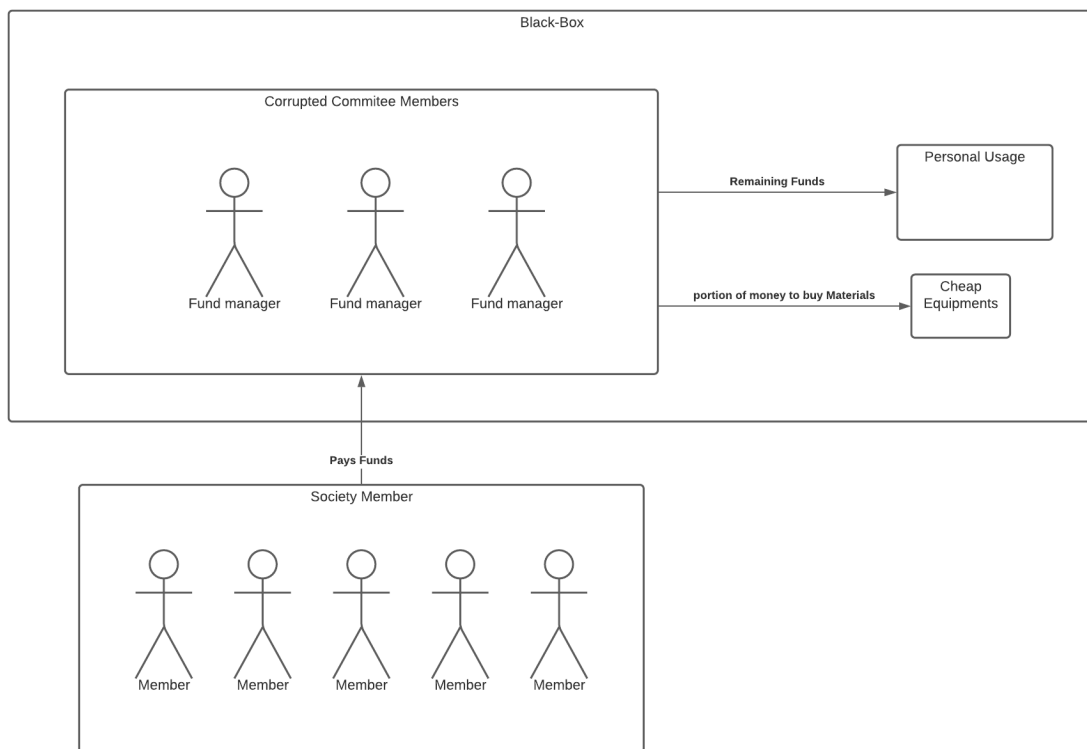 Black-Box
Corrupted Commitee Members
Personal Usage
Remaining Funds
Cheap
Equipments
portion of money to buy Materials
Fund manager
Fund manager
Fund manager
Pays Funds
Society Member
Member
Member
Member
Member
Member